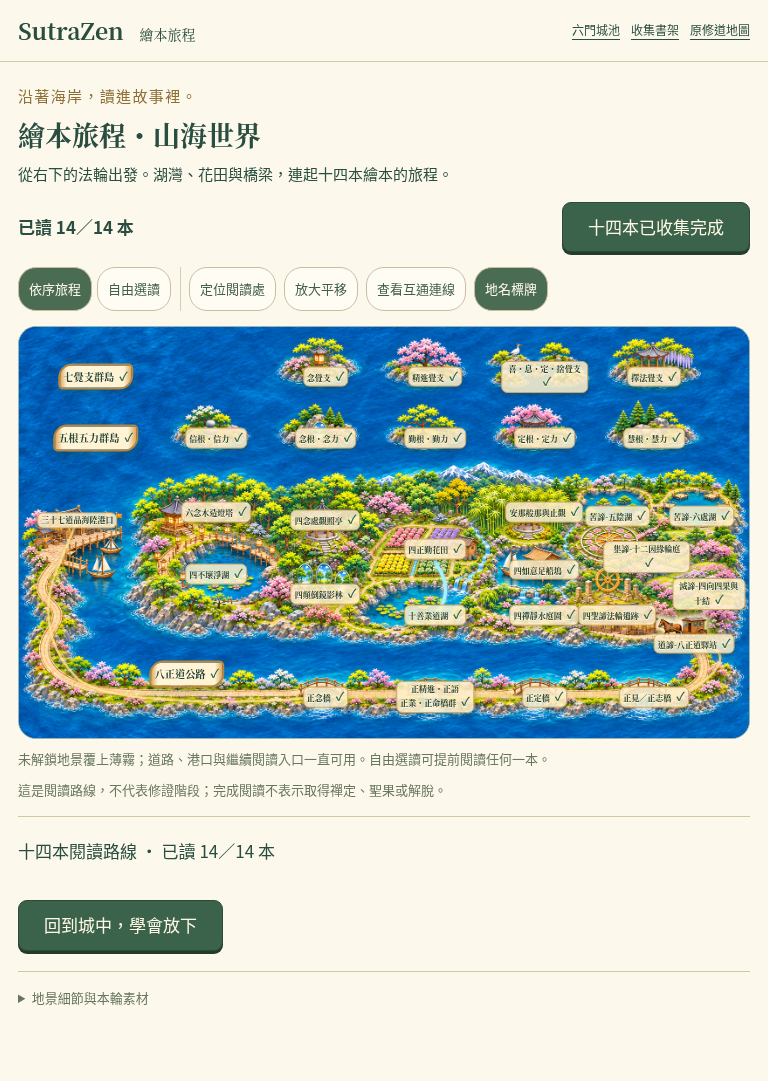 SutraZen 繪本旅程
六門城池 收集書架 原修道地圖
沿著海岸，讀進故事裡。
繪本旅程・山海世界
從右下的法輪出發。湖灣、花田與橋梁，連起十四本繪本的旅程。
已讀 14／14 本
十四本已收集完成
依序旅程 自由選讀 定位閱讀處 放大平移 查看互通連線 地名標牌
七覺支群島 ✓
念覺支 ✓
精進覺支 ✓
喜・息・定・捨覺支
✓
擇法覺支 ✓
五根五力群島 ✓
信根・信力 ✓
念根・念力 ✓
勤根・勤力 ✓
定根・定力 ✓
慧根・慧力 ✓
三十七道品海陸港口
六念木造燈塔 ✓
四念處觀照亭 ✓
安那般那與止觀 ✓
苦諦-五陰湖 ✓
苦諦-六處湖 ✓
四正勤花田 ✓
集諦-十二因緣輪庭
✓
四不壞淨湖 ✓
四顛倒鏡影林 ✓
四如意足船塢 ✓
滅諦-四向四果與
十結 ✓
十善業道湖 ✓
四禪靜水庭園 ✓
四聖諦法輪遺跡 ✓
道諦-八正道驛站 ✓
八正道公路 ✓
正念橋 ✓
正精進・正語
正業・正命橋群 ✓
正定橋 ✓
正見／正志橋 ✓
未解鎖地景覆上薄霧；道路、港口與繼續閱讀入口一直可用。自由選讀可提前閱讀任何一本。
這是閱讀路線，不代表修證階段；完成閱讀不表示取得禪定、聖果或解脫。
十四本閱讀路線 ・ 已讀 14／14 本
回到城中，學會放下
▶ 地景細節與本輪素材